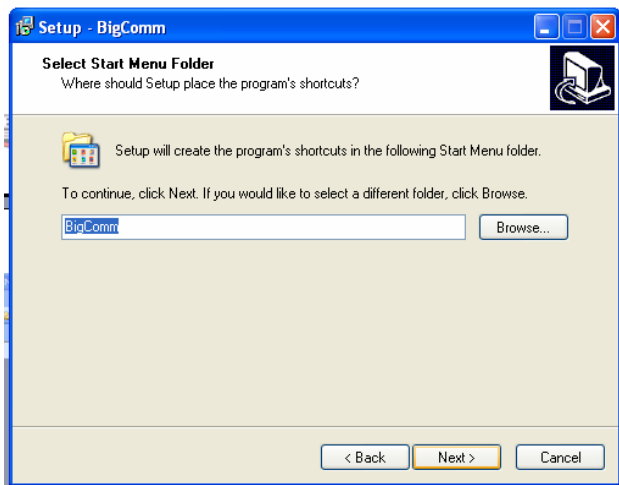 Setup - BigComm
Select Start Menu Folder
Where should Setup place the program's shortcuts?
Setup will create the program's shortcuts in the following Start Menu folder.
To continue, click Next. If you would like to select a different folder, click Browse.
BigComm
Browse...
< Back
Next >
Cancel